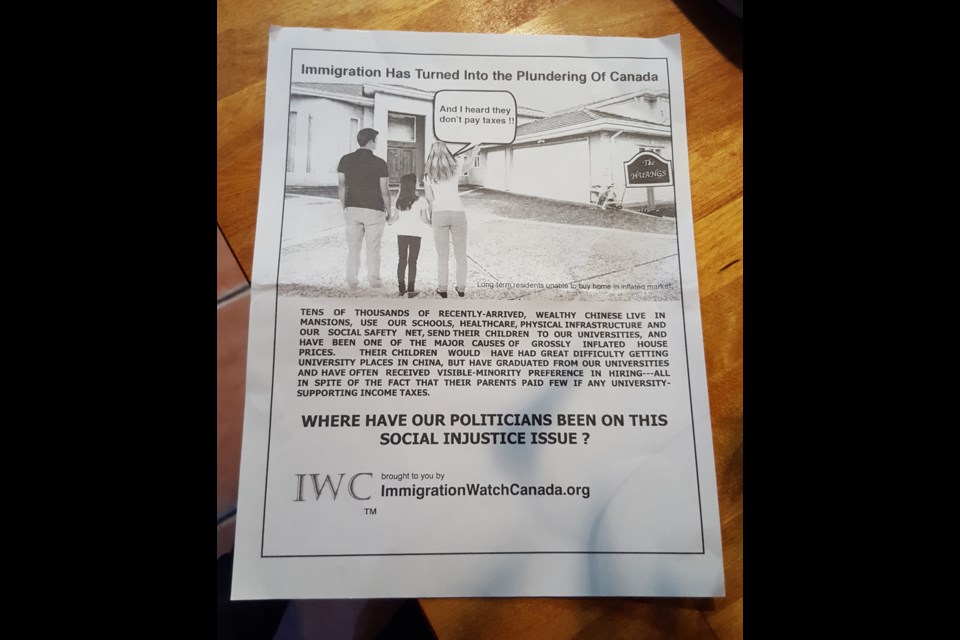 Immigration Has Turned Into the Plundering Of Canada
And I heard they
don't pay taxes !!
The
HUANGS
Long-term residents unable to buy home in inflated market
TENS OF THOUSANDS OF RECENTLY-ARRIVED, WEALTHY CHINESE LIVE IN
MANSIONS, USE OUR SCHOOLS, HEALTHCARE, PHYSICAL INFRASTRUCTURE AND
OUR SOCIAL SAFETY NET, SEND THEIR CHILDREN TO OUR UNIVERSITIES, AND
HAVE BEEN ONE OF THE MAJOR CAUSES OF GROSSLY INFLATED HOUSE
PRICES. THEIR CHILDREN WOULD HAVE HAD GREAT DIFFICULTY GETTING
UNIVERSITY PLACES IN CHINA, BUT HAVE GRADUATED FROM OUR UNIVERSITIES
AND HAVE OFTEN RECEIVED VISIBLE-MINORITY PREFERENCE IN HIRING---ALL
IN SPITE OF THE FACT THAT THEIR PARENTS PAID FEW IF ANY UNIVERSITY-
SUPPORTING INCOME TAXES.
WHERE HAVE OUR POLITICIANS BEEN ON THIS
SOCIAL INJUSTICE ISSUE ?
IWC
TM
brought to you by
ImmigrationWatchCanada.org